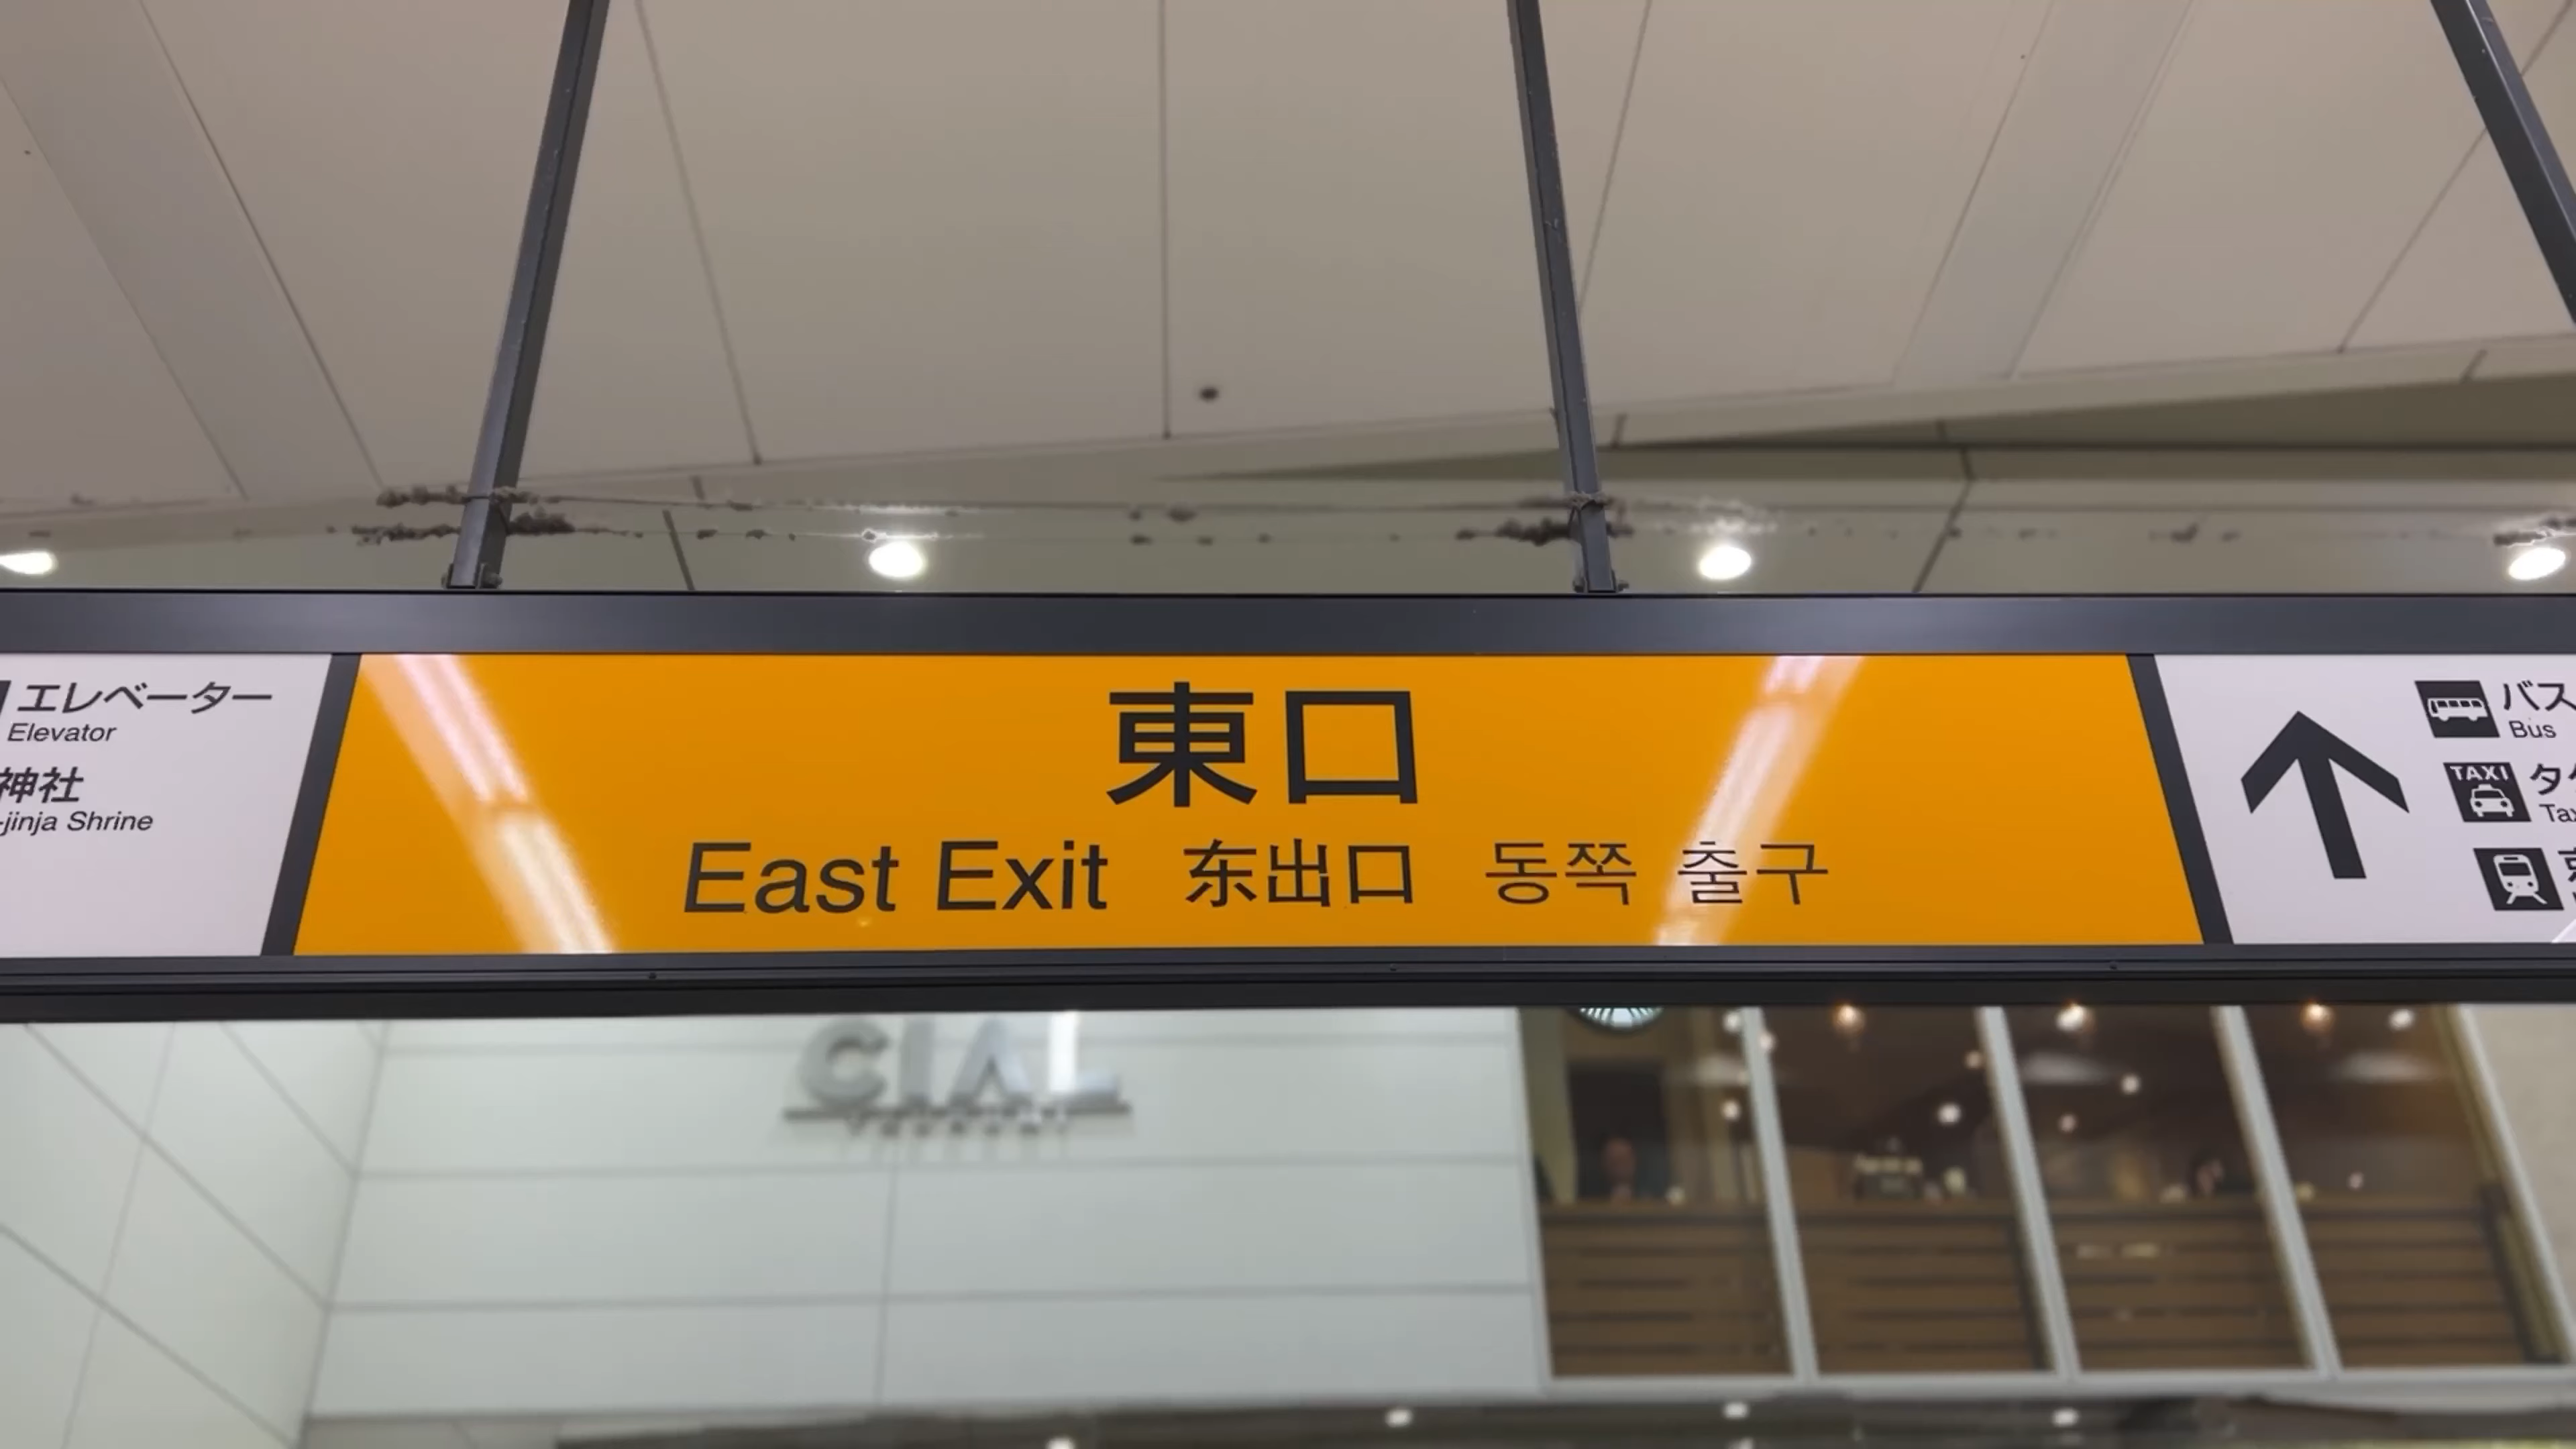 エレベーター
Elevator
神社
-jinja Shrine
東口
East Exit 东出口 동쪽 출구
バス
Bus
TAXI
CIAL